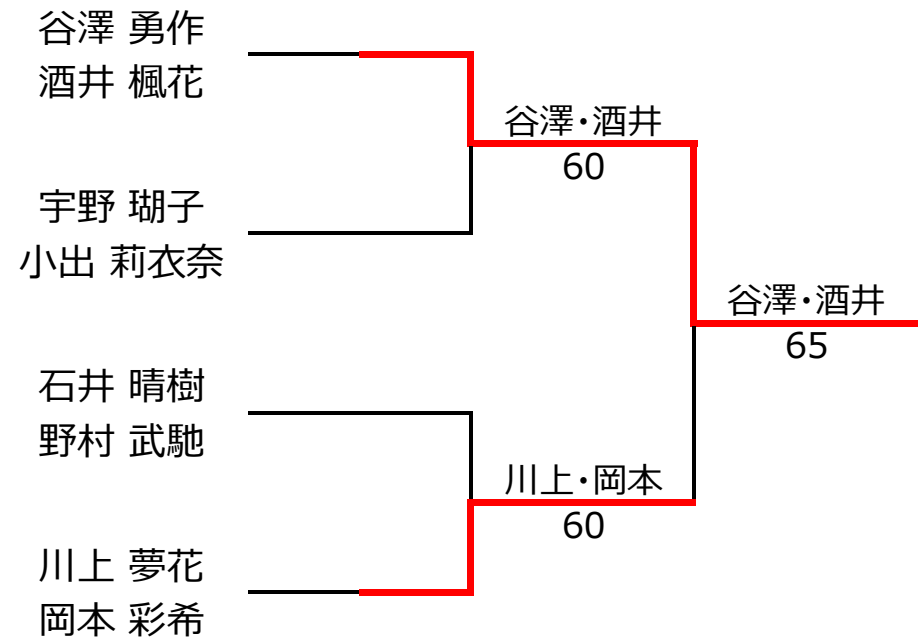 谷澤 勇作
酒井 楓花
谷澤・酒井
60
宇野 瑚子
小出 莉衣奈
谷澤・酒井
65
石井 晴樹
野村 武馳
川上・岡本
60
川上 夢花
岡本 彩希